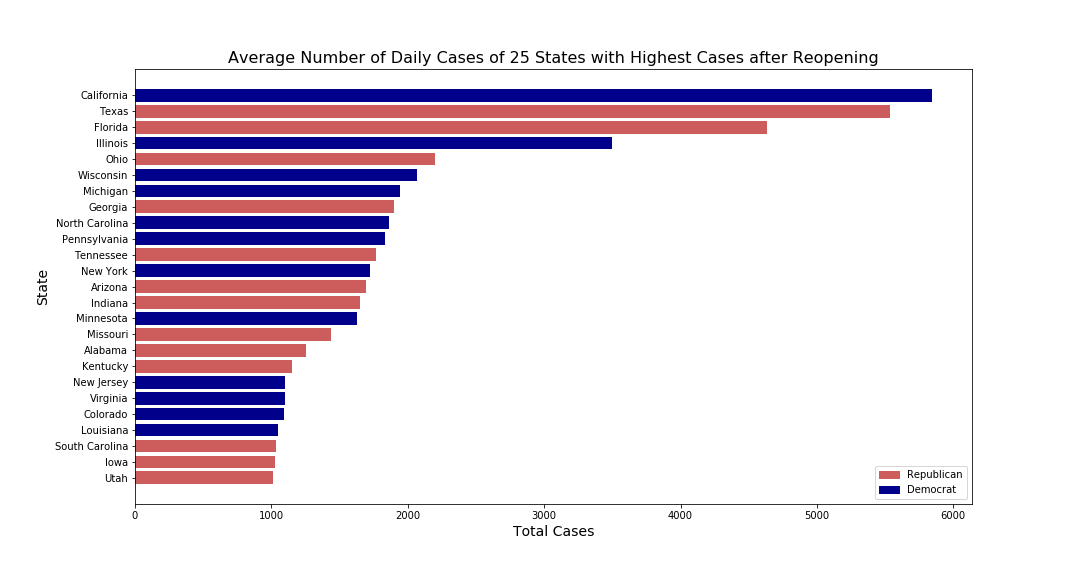 Average Number of Daily Cases of 25 States with Highest Cases after Reopening
State
California
Texas
Florida
Illinois
Ohio
Wisconsin
Michigan
Georgia
North Carolina
Pennsylvania
Tennessee
New York
Arizona
Indiana
Minnesota
Missouri
Alabama
Kentucky
New Jersey
Virginia
Colorado
Louisiana
South Carolina
Iowa
Utah
Republican
Democrat
0 1000 2000 3000 4000 5000 6000
Total Cases